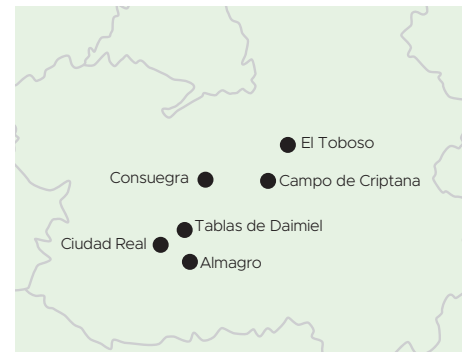 El Toboso
Consuegra
Campo de Criptana
Tablas de Daimiel
Ciudad Real
Almagro